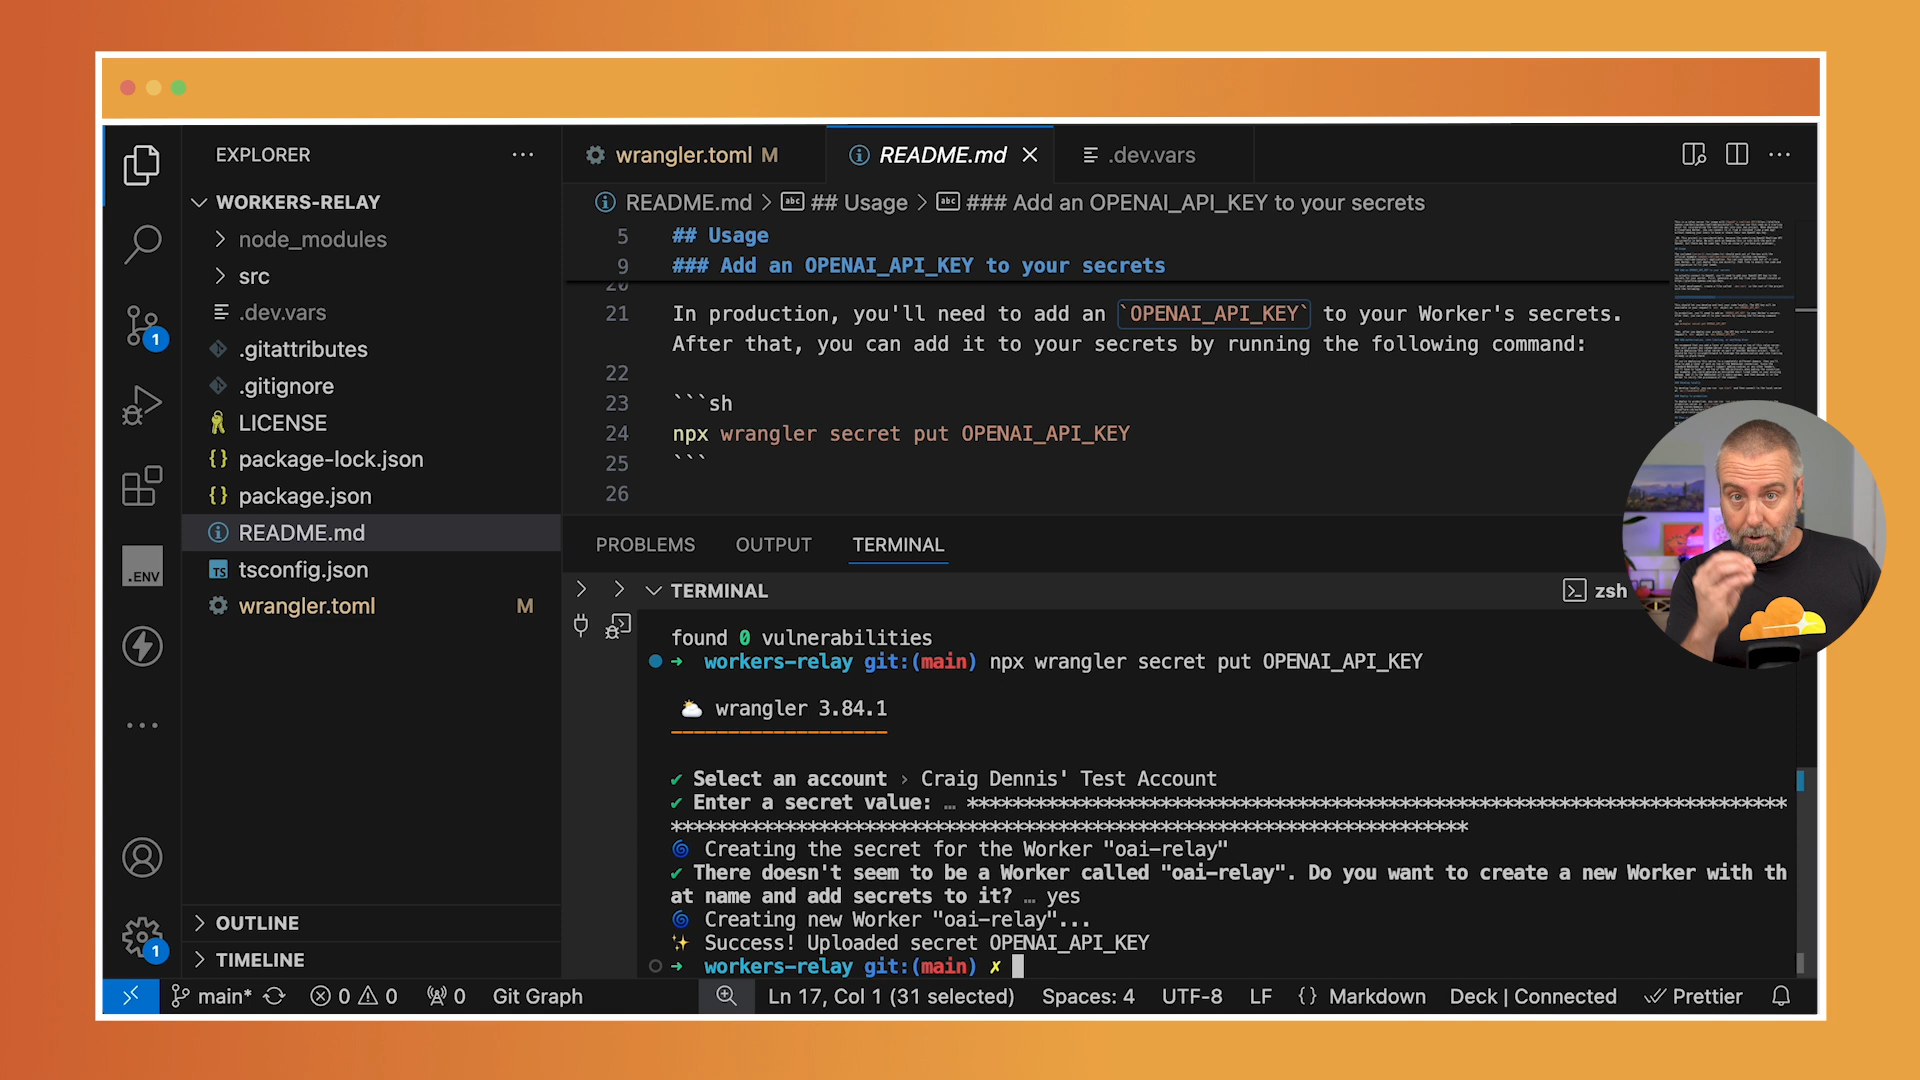 EXPLORER
WORKERS-RELAY
node_modules
src
.dev.vars
.gitattributes
.gitignore
LICENSE
package-lock.json
package.json
README.md
tsconfig.json
wrangler.toml M
OUTLINE
TIMELINE
.ENV
1
1
wrangler.toml M
README.md
.dev.vars
README.md > ## Usage > ### Add an OPENAI_API_KEY to your secrets
5 ## Usage
9 ### Add an OPENAI_API_KEY to your secrets
20
21 In production, you'll need to add an `OPENAI_API_KEY` to your Worker's secrets.
After that, you can add it to your secrets by running the following command:
22
23 ```sh
24 npx wrangler secret put OPENAI_API_KEY
25 ```
26
PROBLEMS OUTPUT TERMINAL
TERMINAL
zsh
found 0 vulnerabilities
➜ workers-relay git:(main) npx wrangler secret put OPENAI_API_KEY
⛅️ wrangler 3.84.1
✔ Select an account › Craig Dennis' Test Account
✔ Enter a secret value: …
🌀 Creating the secret for the Worker "oai-relay"
✔ There doesn't seem to be a Worker called "oai-relay". Do you want to create a new Worker with th
at name and add secrets to it? … yes
🌀 Creating new Worker "oai-relay"...
✨ Success! Uploaded secret OPENAI_API_KEY
➜ workers-relay git:(main) ✗
main* 0 0 0 Git Graph Ln 17, Col 1 (31 selected) Spaces: 4 UTF-8 LF {} Markdown Deck | Connected Prettier